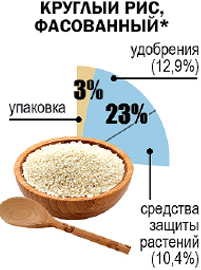 КРУГЛЫЙ РИС,
ФАСОВАННЫЙ*
удобрения
(12,9%)
упаковка
3%
23%
средства
защиты
растений
(10,4%)